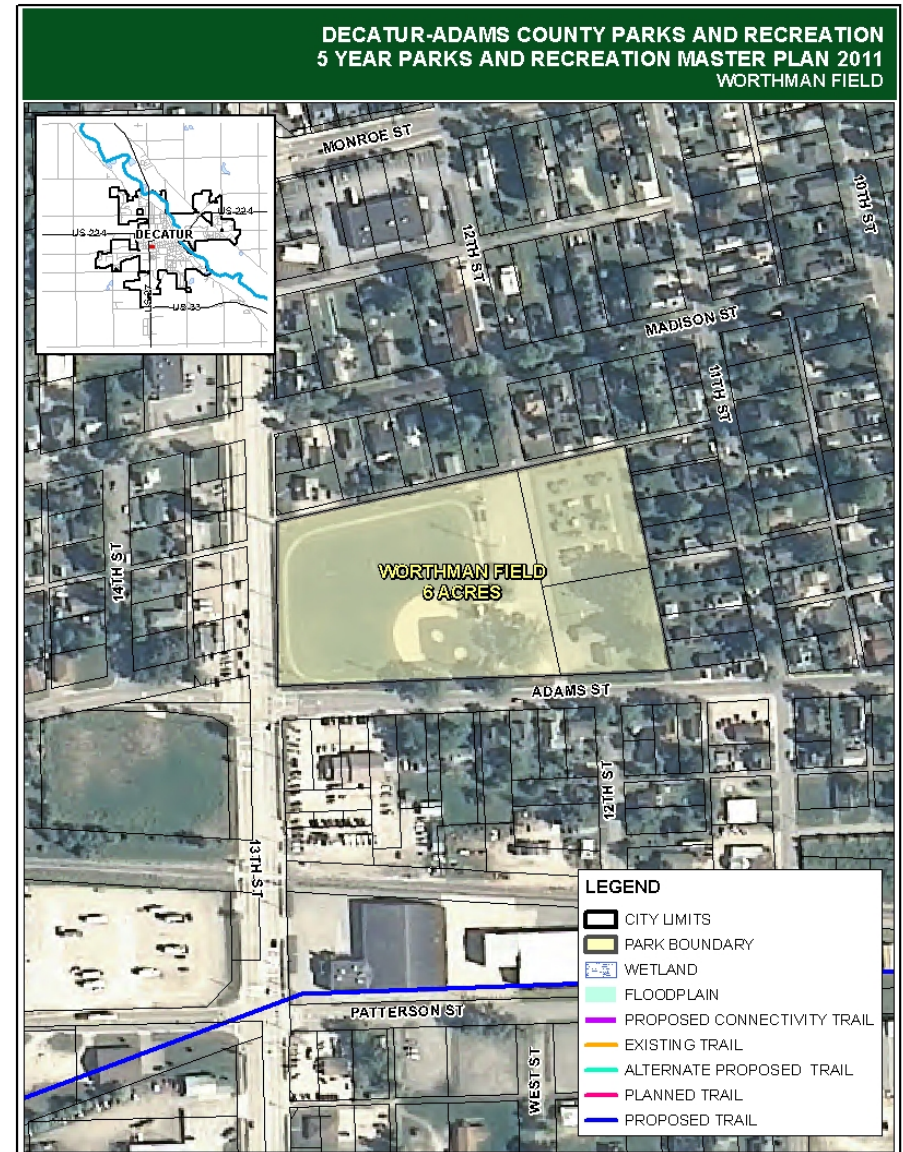 DECATUR-ADAMS COUNTY PARKS AND RECREATION
5 YEAR PARKS AND RECREATION MASTER PLAN 2011
WORTHMAN FIELD
MONROE ST
10TH ST
US-224
US-224
DECATUR
12TH ST
US-27
US-33
MADISON ST
11TH ST
14TH ST
WORTHMAN FIELD
6 ACRES
ADAMS ST
12TH ST
13TH ST
LEGEND
CITY LIMITS
PARK BOUNDARY
WETLAND
FLOODPLAIN
PATTERSON ST
PROPOSED CONNECTIVITY TRAIL
EXISTING TRAIL
WEST ST
ALTERNATE PROPOSED TRAIL
PLANNED TRAIL
PROPOSED TRAIL